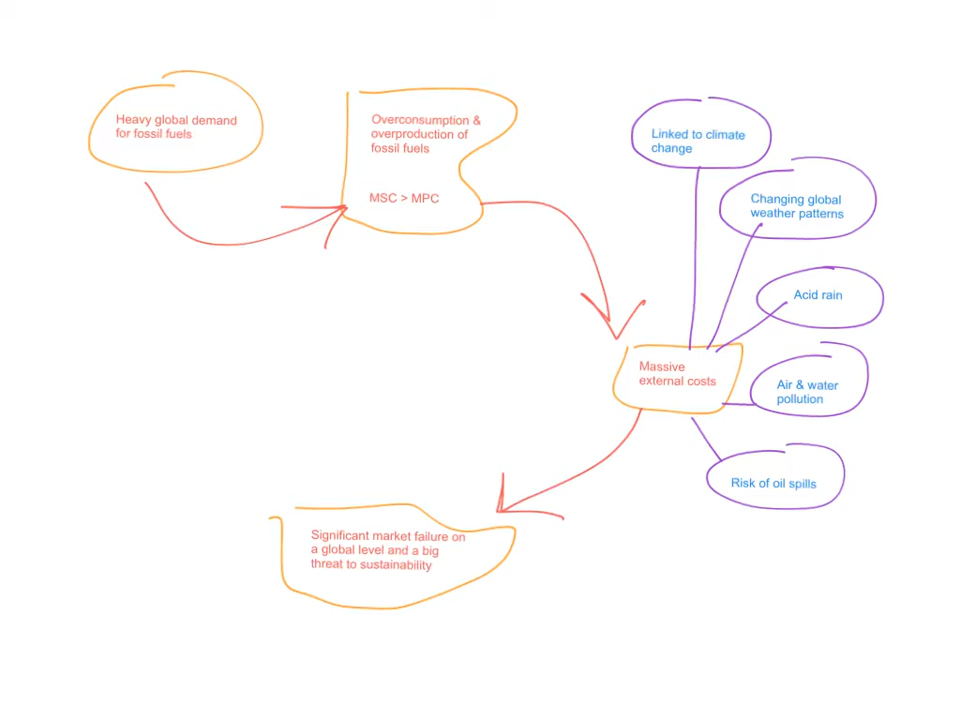 Heavy global demand
for fossil fuels
Overconsumption &
overproduction of
fossil fuels
MSC > MPC
Linked to climate
change
Changing global
weather patterns
Acid rain
Massive
external costs
Air & water
pollution
Risk of oil spills
Significant market failure on
a global level and a big
threat to sustainability